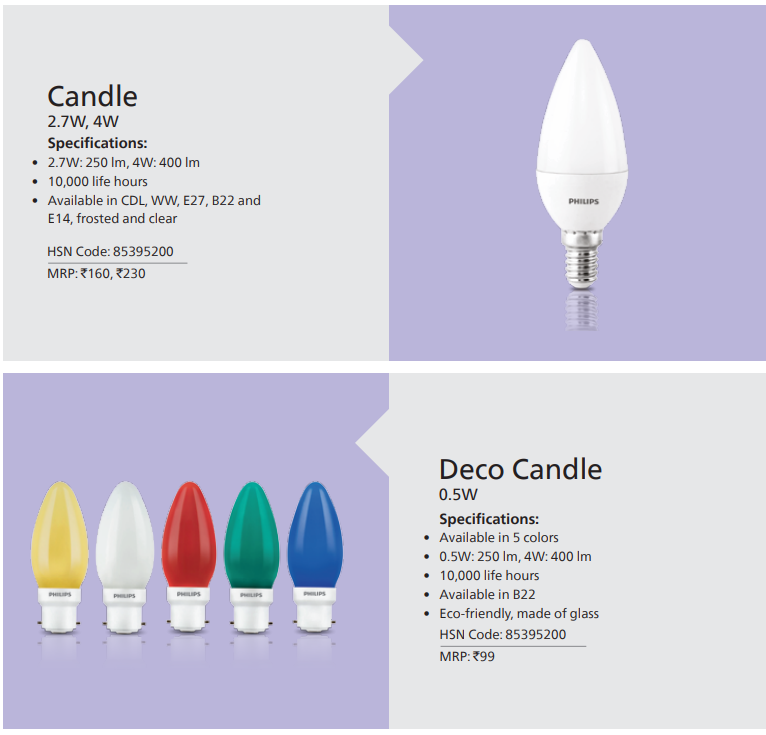 Candle
2.7W, 4W
Specifications:
• 2.7W: 250 lm, 4W: 400 lm
• 10,000 life hours
• Available in CDL, WW, E27, B22 and
E14, frosted and clear
HSN Code: 85395200
MRP: ₹160, ₹230
PHILIPS
PHILIPS
PHILIPS
PHILIPS
PHILIPS
PHILIPS
Deco Candle
0.5W
Specifications:
• Available in 5 colors
• 0.5W: 250 lm, 4W: 400 lm
• 10,000 life hours
• Available in B22
• Eco-friendly, made of glass
HSN Code: 85395200
MRP: ₹99